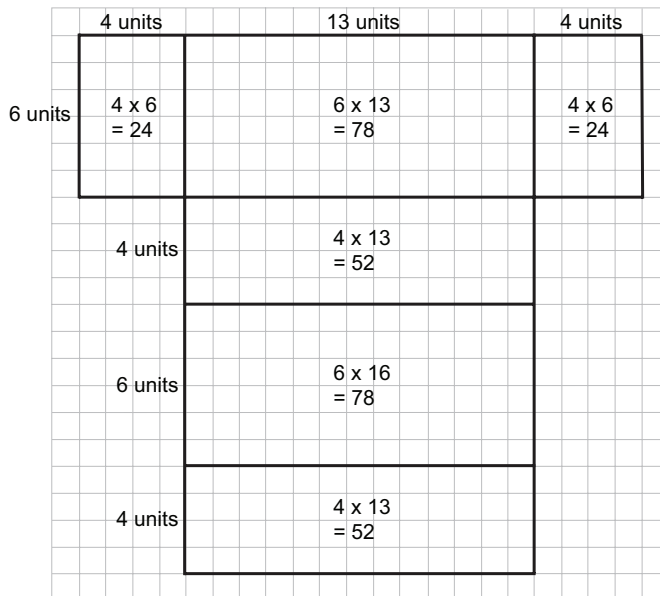 4 units 13 units 4 units
6 units
4 x 6
= 24
6 x 13
= 78
4 x 6
= 24
4 units
4 x 13
= 52
6 units
6 x 16
= 78
4 units
4 x 13
= 52